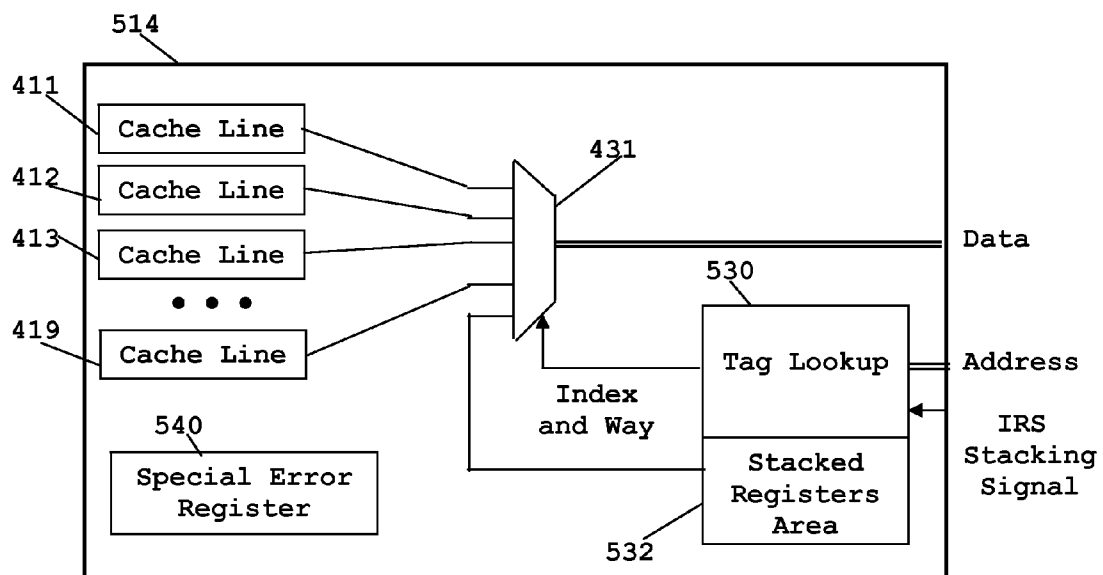 514
411
Cache Line
412
Cache Line
413
Cache Line
419
Cache Line
431
Data
530
Tag Lookup
Address
Index
and Way
IRS
Stacking
Signal
540
Special Error
Register
Stacked
Registers
Area
532